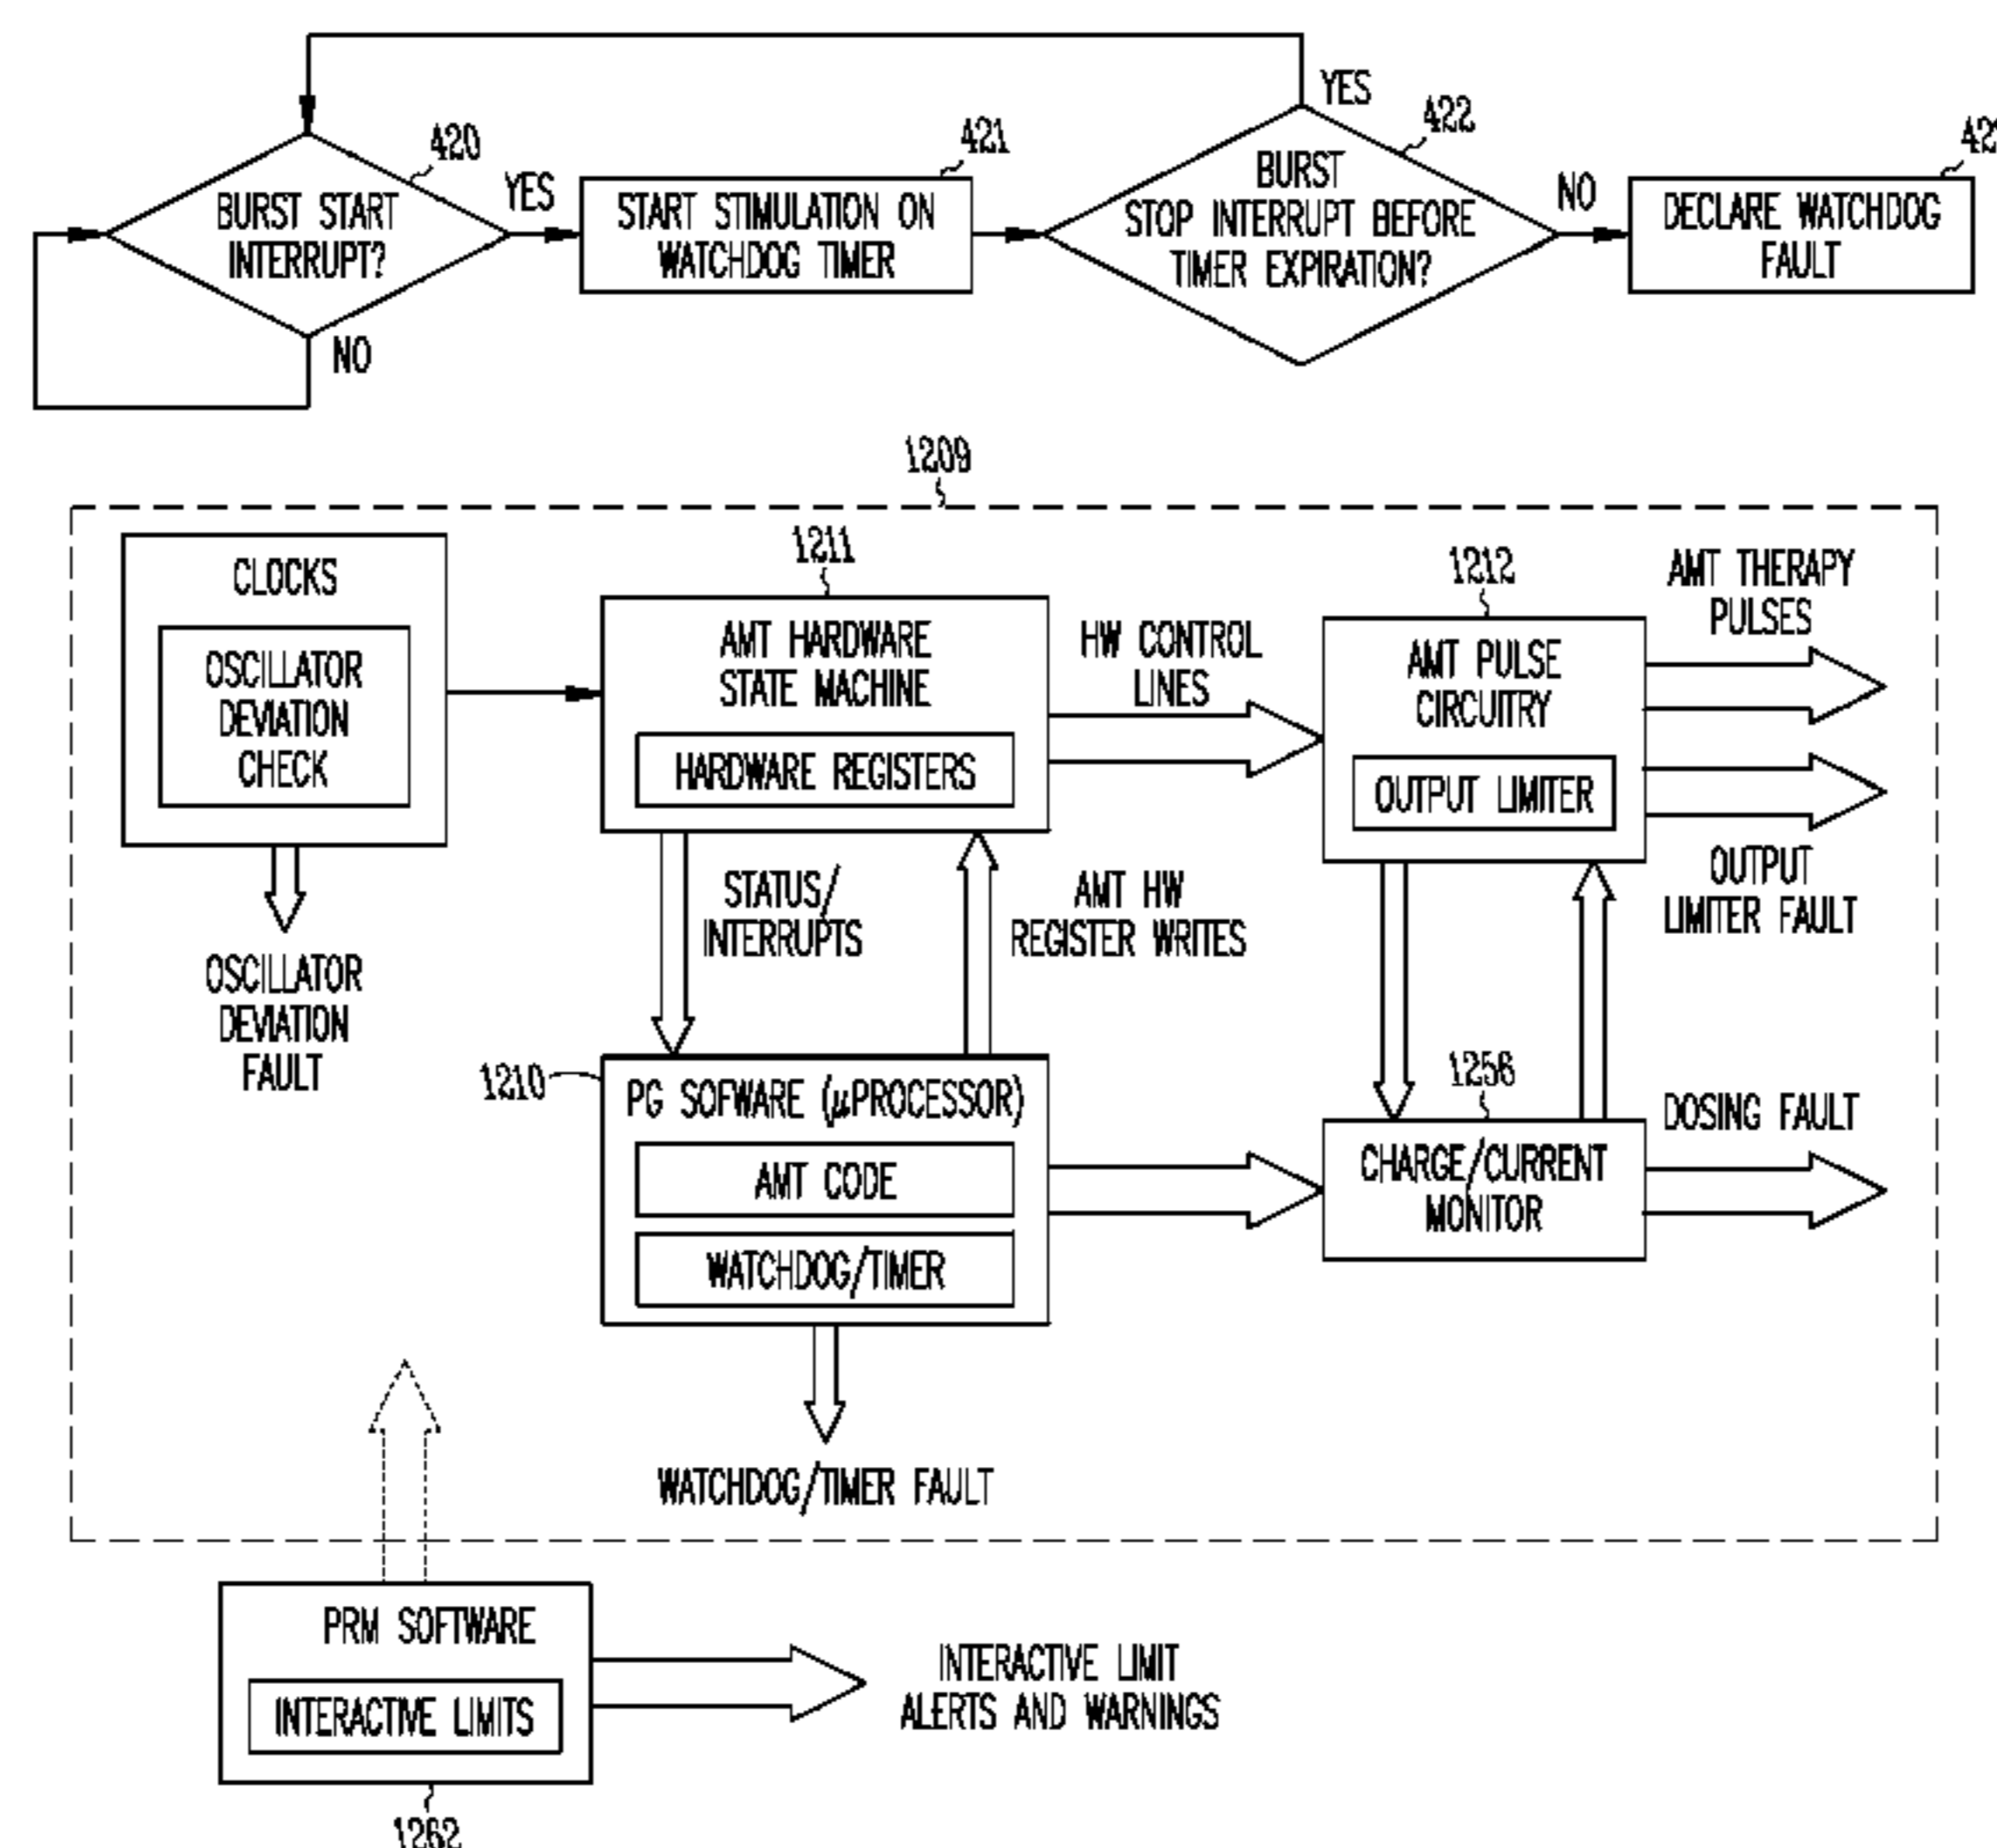 YES
420
421
422
42
BURST START
INTERRUPT?
YES
START STIMULATION ON
WATCHDOG TIMER
BURST
STOP INTERRUPT BEFORE
TIMER EXPIRATION?
NO
DECLARE WATCHDOG
FAULT
NO
1209
CLOCKS
OSCILLATOR
DEVIATION
CHECK
OSCILLATOR
DEVIATION
FAULT
1211
AMT HARDWARE
STATE MACHINE
HARDWARE REGISTERS
HW CONTROL
LINES
1212
AMT PULSE
CIRCUITRY
OUTPUT LIMITER
AMT THERAPY
PULSES
OUTPUT
LIMITER FAULT
STATUS/
INTERRUPTS
AMT HW
REGISTER WRITES
1210
PG SOFWARE (μPROCESSOR)
AMT CODE
WATCHDOG/TIMER
1256
CHARGE/CURRENT
MONITOR
DOSING FAULT
WATCHDOG/TIMER FAULT
PRM SOFTWARE
INTERACTIVE LIMITS
INTERACTIVE LIMIT
ALERTS AND WARNINGS
1262